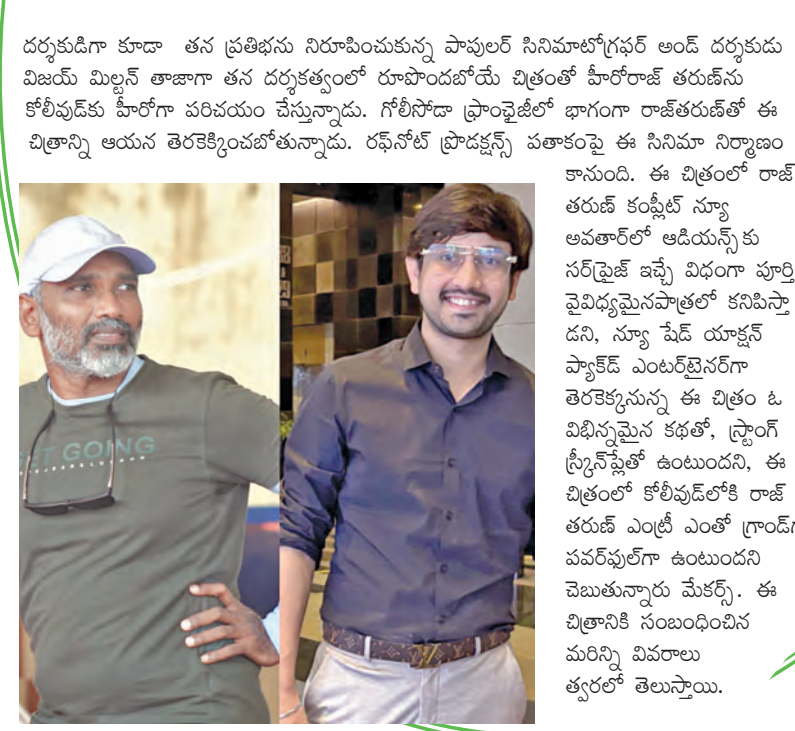 దర్శకుడిగా కూడా తన ప్రతిభను నిరూపించుకున్న పాపులర్ సినిమాటోగ్రఫర్ అండ్ దర్శకుడు
విజయ్ మిల్టన్ తాజాగా తన దర్శకత్వంలో రూపొందబోయే చిత్రంతో హీరోరాజ్ తరుణ్‌ను
కోలీవుడ్‌కు హీరోగా పరిచయం చేస్తున్నాడు. గోలీసోడా ఫ్రాంఛైజీలో భాగంగా రాజ్‌తరుణ్‌తో ఈ
చిత్రాన్ని ఆయన తెరకెక్కించబోతున్నాడు. రఫ్‌నోట్ ప్రొడక్షన్స్ పతాకంపై ఈ సినిమా నిర్మాణం
కానుంది. ఈ చిత్రంలో రాజ్
తరుణ్ కంప్లీట్ న్యూ
అవతార్‌లో ఆడియన్స్ కు
సర్‌ప్రైజ్ ఇచ్చే విధంగా పూర్తి
వైవిధ్యమైనపాత్రలో కనిపిస్తా
డని, న్యూ షేడ్ యాక్షన్
ప్యాక్‌డ్ ఎంటర్‌టైనర్‌గా
తెరకెక్కనున్న ఈ చిత్రం ఓ
విభిన్నమైన కథతో, స్ట్రాంగ్
స్క్రీన్‌ప్లేతో ఉంటుందని, ఈ
చిత్రంలో కోలీవుడ్‌లోకి రాజ్
తరుణ్ ఎంట్రీ ఎంతో గ్రాండ్‌గ
పవర్‌ఫుల్‌గా ఉంటుందని
చెబుతున్నారు మేకర్స్. ఈ
చిత్రానికి సంబంధించిన
మరిన్ని వివరాలు
త్వరలో తెలుస్తాయి.
ET GOING